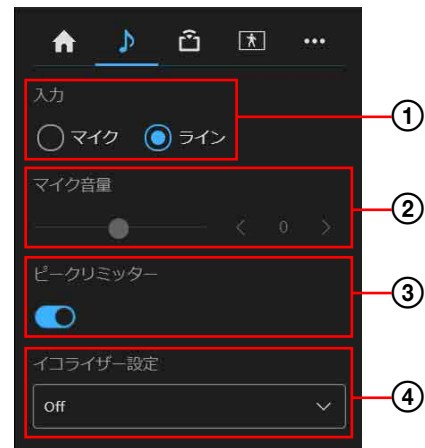 入力
マイク ライン
①
マイク音量
0
②
ピークリミッター
③
イコライザー設定
Off
④